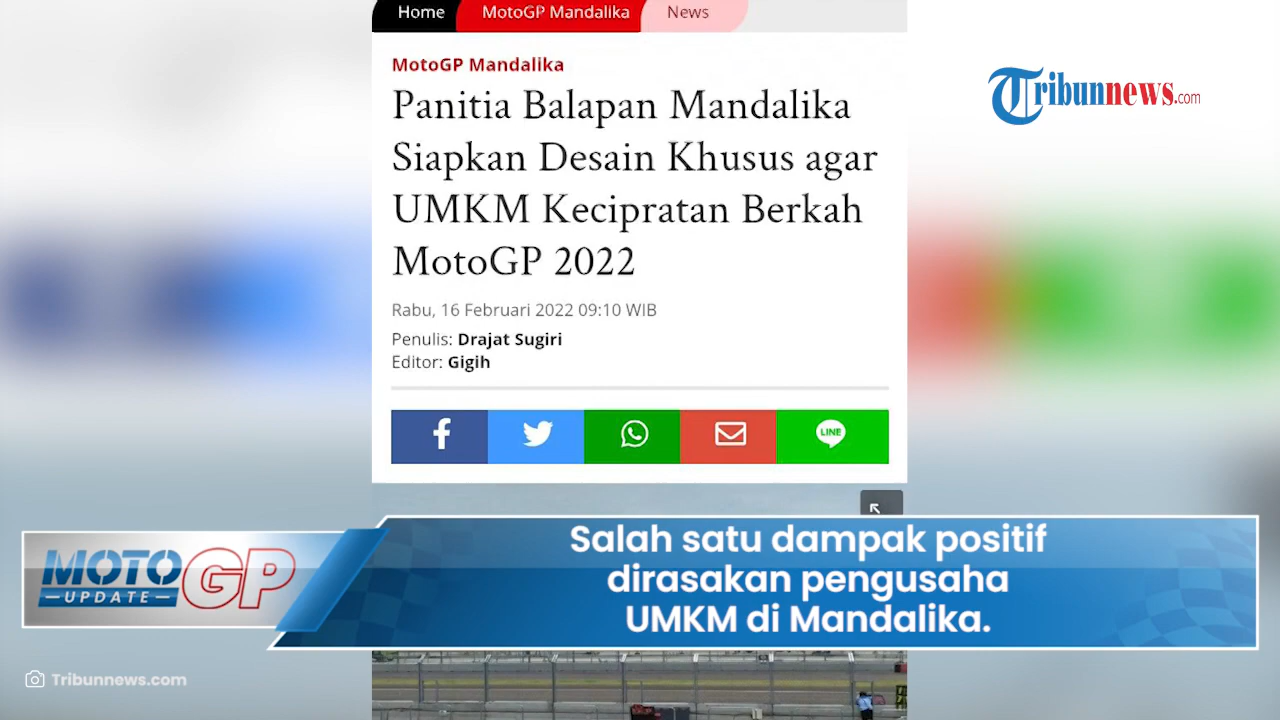 Home MotoGP Mandalika News
MotoGP Mandalika
Panitia Balapan Mandalika
Siapkan Desain Khusus agar
UMKM Kecipratan Berkah
MotoGP 2022
Rabu, 16 Februari 2022 09:10 WIB
Penulis: Drajat Sugiri
Editor: Gigih
LINE
Tribunnews.com
MOTO GP
UPDATE
Salah satu dampak positif
dirasakan pengusaha
UMKM di Mandalika.
Tribunnews.com